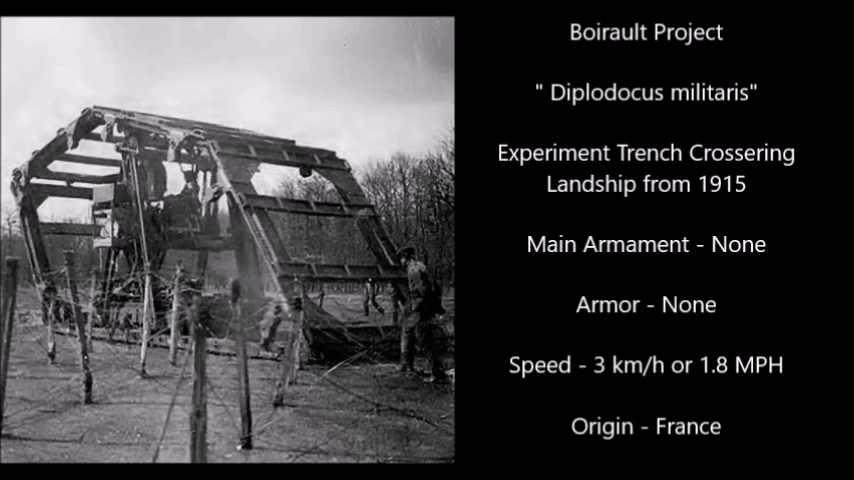 Boirault Project
" Diplodocus militaris"
Experiment Trench Crossering
Landship from 1915
Main Armament - None
Armor - None
Speed - 3 km/h or 1.8 MPH
Origin - France